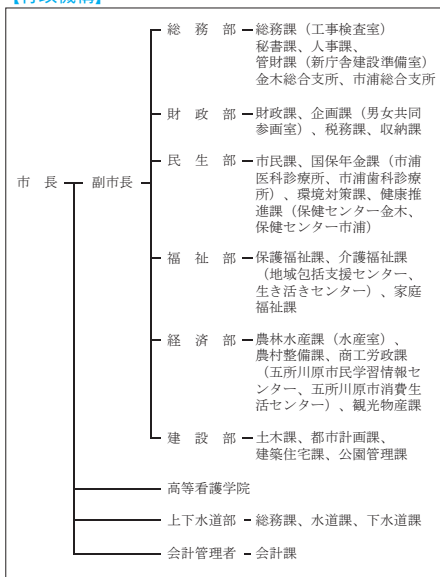 総務部 総務課（工事検査室）
秘書課、人事課、
管財課（新庁舎建設準備室）
金木総合支所、市浦総合支所
財政部 財政課、企画課（男女共同
参画室）、税務課、収納課
市長 副市長
民生部 市民課、国保年金課（市浦
医科診療所、市浦歯科診療
所）、環境対策課、健康推
進課（保健センター金木、
保健センター市浦）
福祉部 保護福祉課、介護福祉課
（地域包括支援センター、
生き活きセンター）、家庭
福祉課
経済部 農林水産課（水産室）、
農村整備課、商工労政課
（五所川原市民学習情報セ
ンター、五所川原市消費生
活センター）、観光物産課
建設部 土木課、都市計画課、
建築住宅課、公園管理課
高等看護学院
上下水道部 総務課、水道課、下水道課
会計管理者 会計課